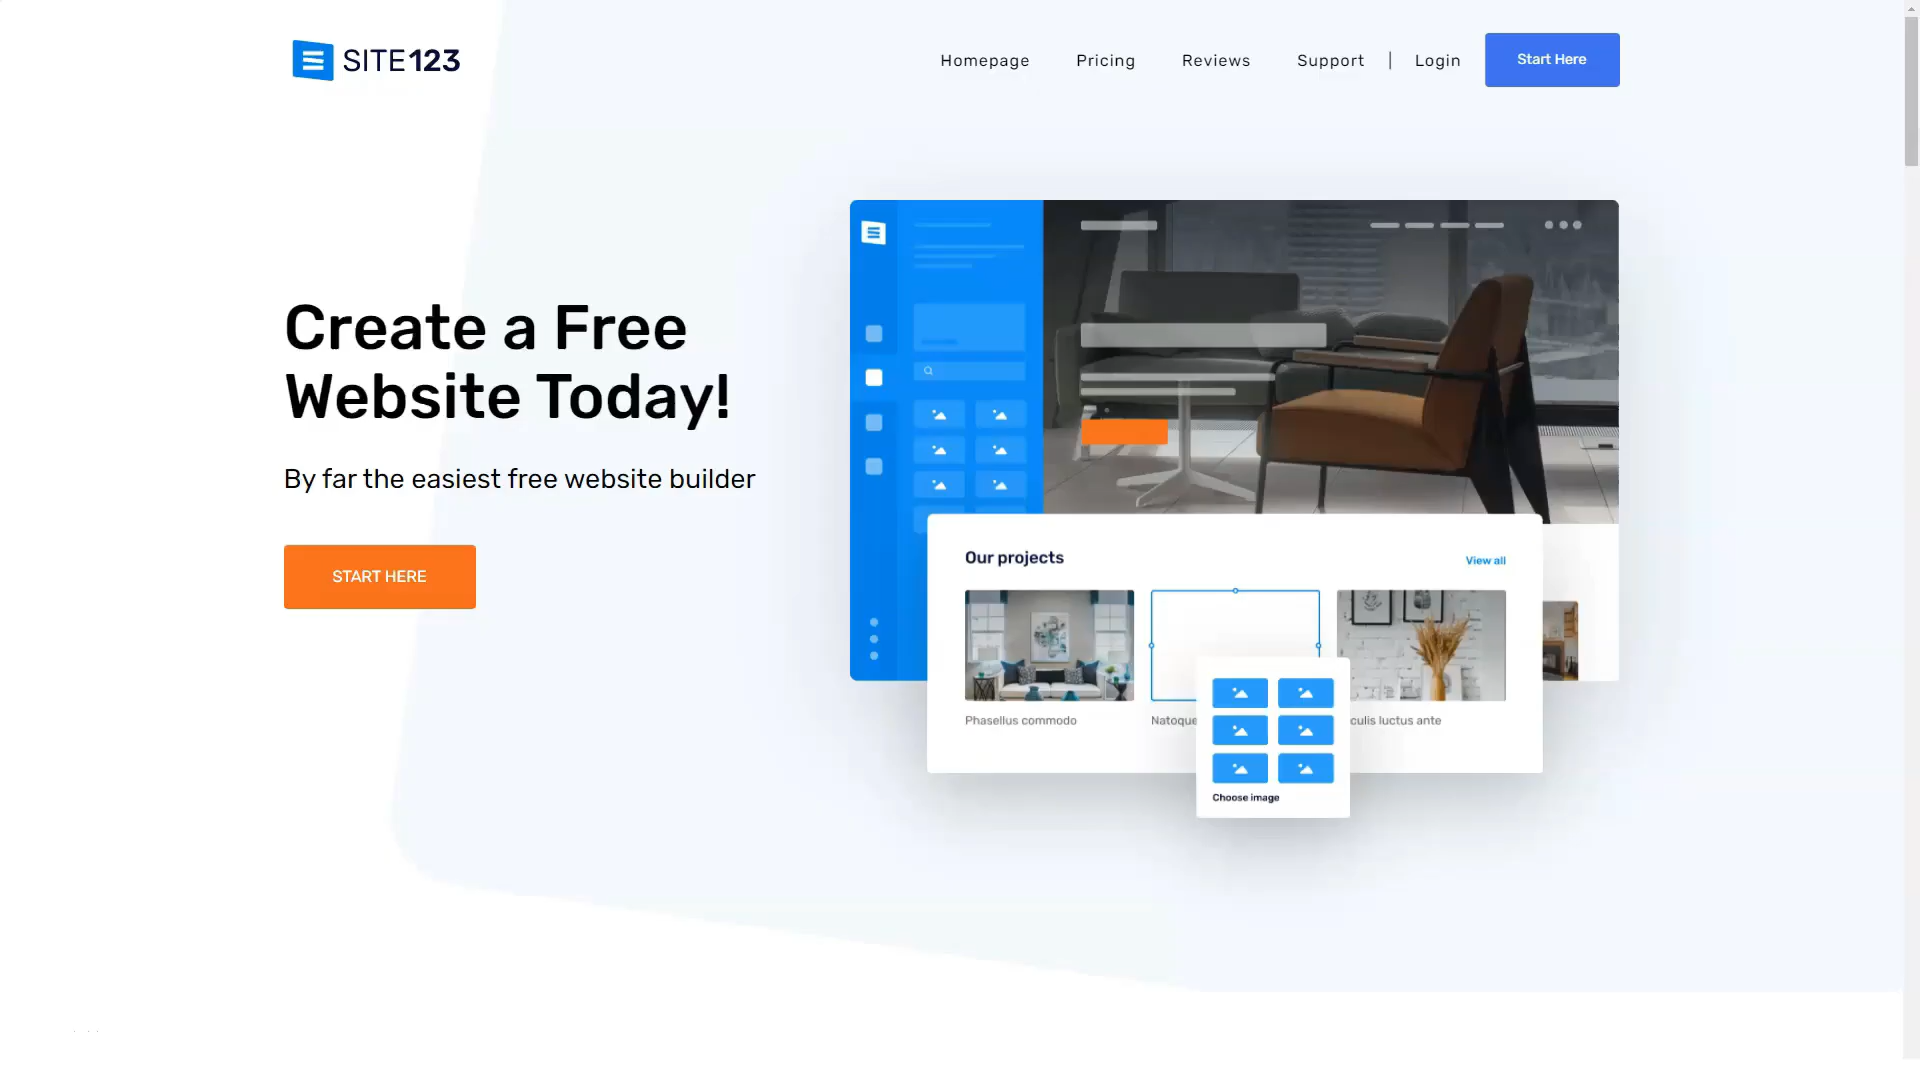 SITE123
Homepage
Pricing
Reviews
Support
|
Login
Start Here
Create a Free
Website Today!
By far the easiest free website builder
START HERE
Our projects
View all
Phasellus commodo
Natoque
culis luctus ante
Choose image